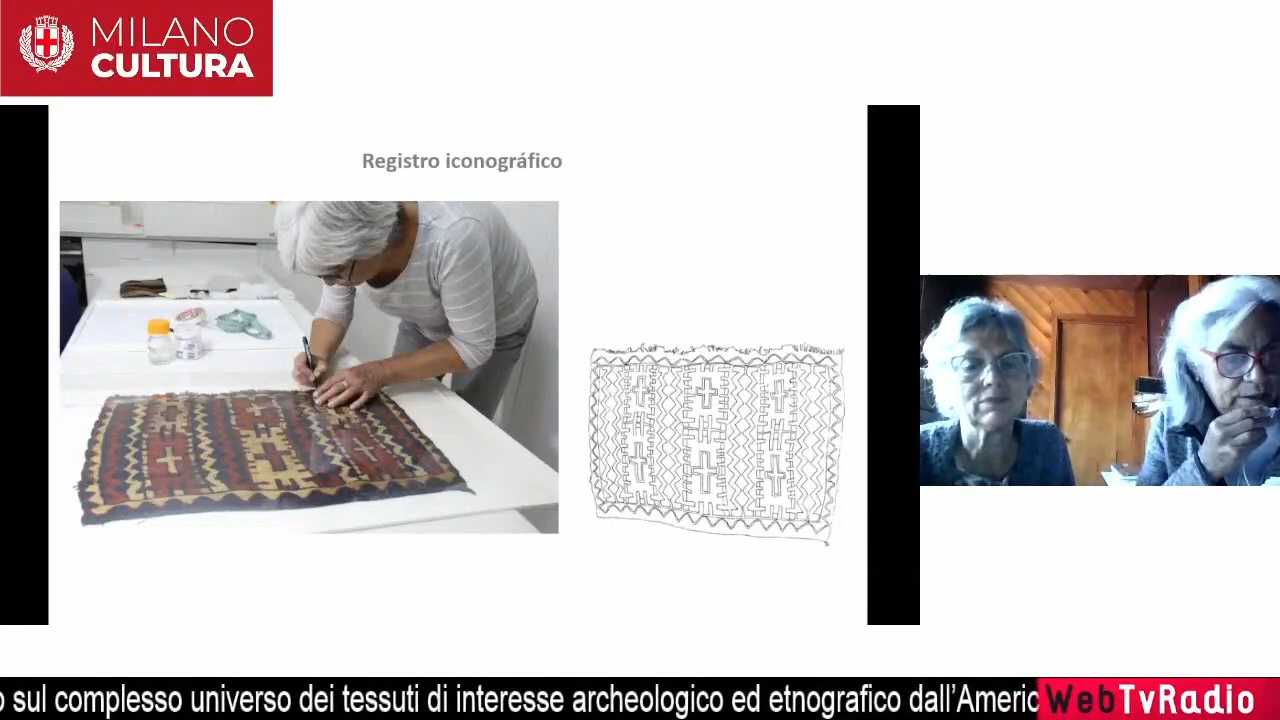 MILANO
CULTURA
Registro iconográfico
sul complesso universo dei tessuti di interesse archeologico ed etnografico dall'Americ
WebTvRadio